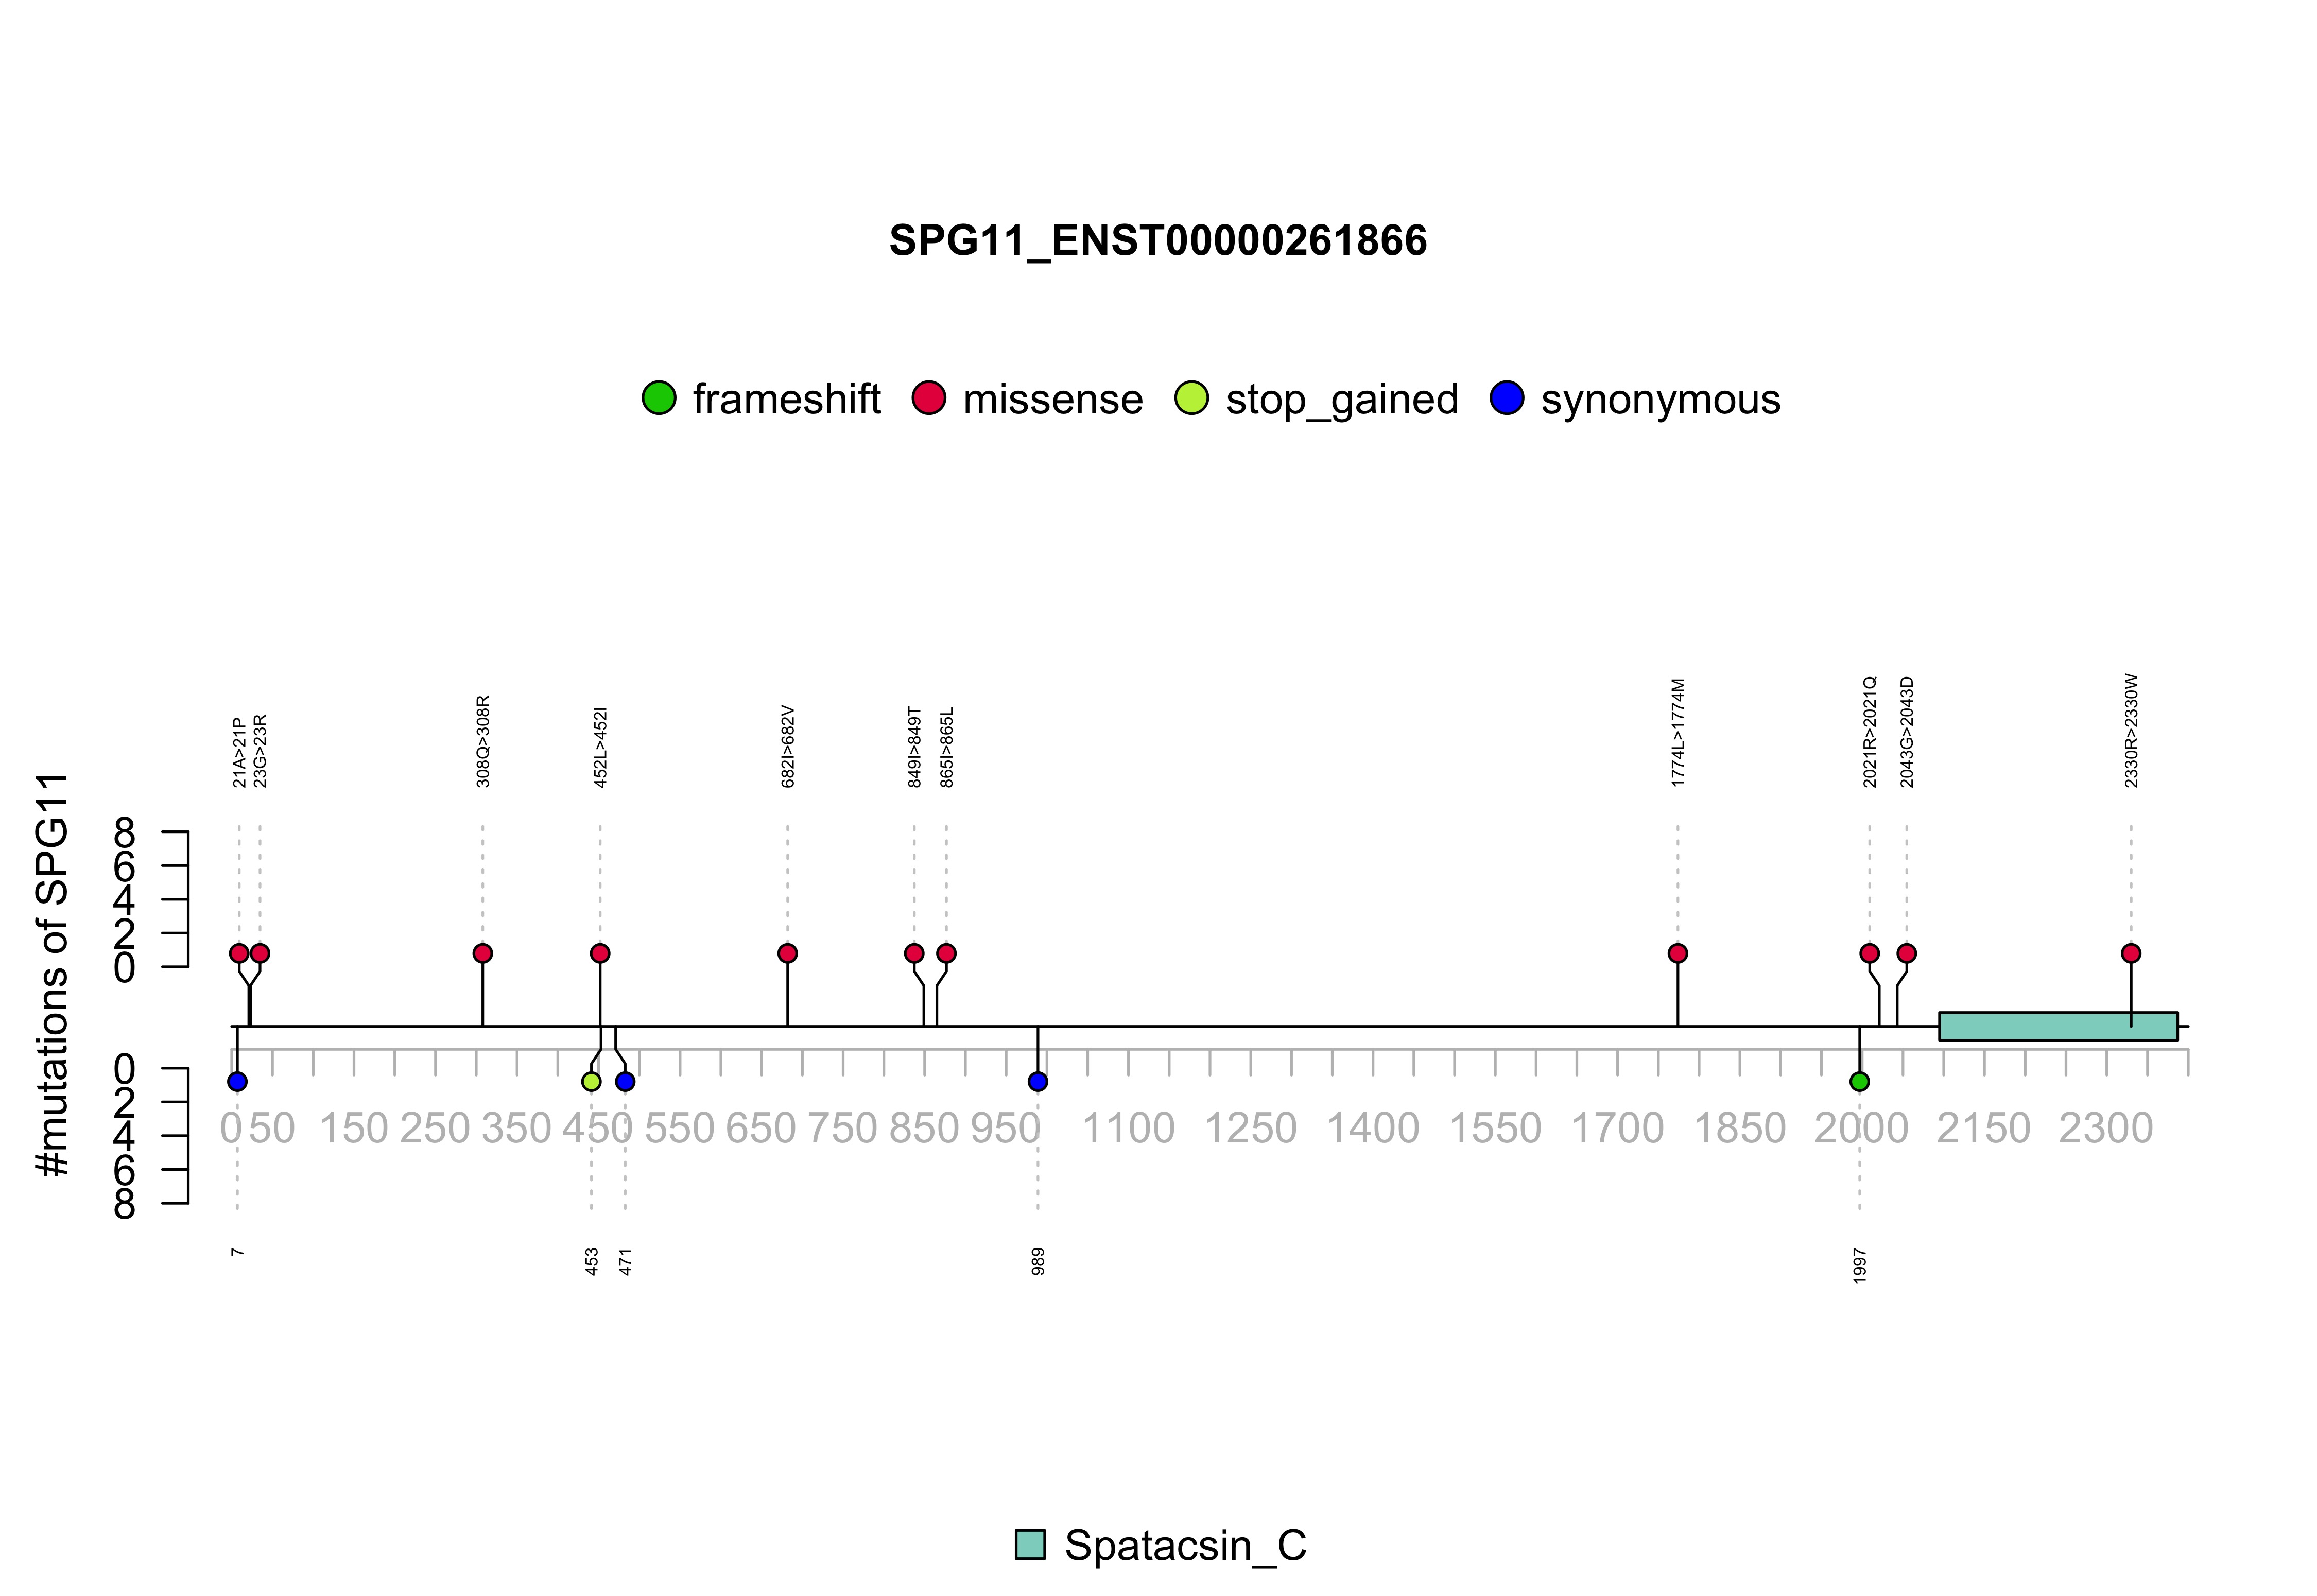 SPG11_ENST00000261866
frameshift missense stop_gained synonymous
21A>21P
23G>23R
308Q>308R
452L>452I
682I>682V
849I>849T
865I>865L
1774L>1774M
2021R>2021Q
2043G>2043D
2330R>2330W
#mutations of SPG11
8
6
4
2
0
0
2
4
6
8
0 50 150 250 350 450 550 650 750 850 950 1100 1250 1400 1550 1700 1850 2000 2150 2300
7
453
471
989
1997
Spatacsin_C